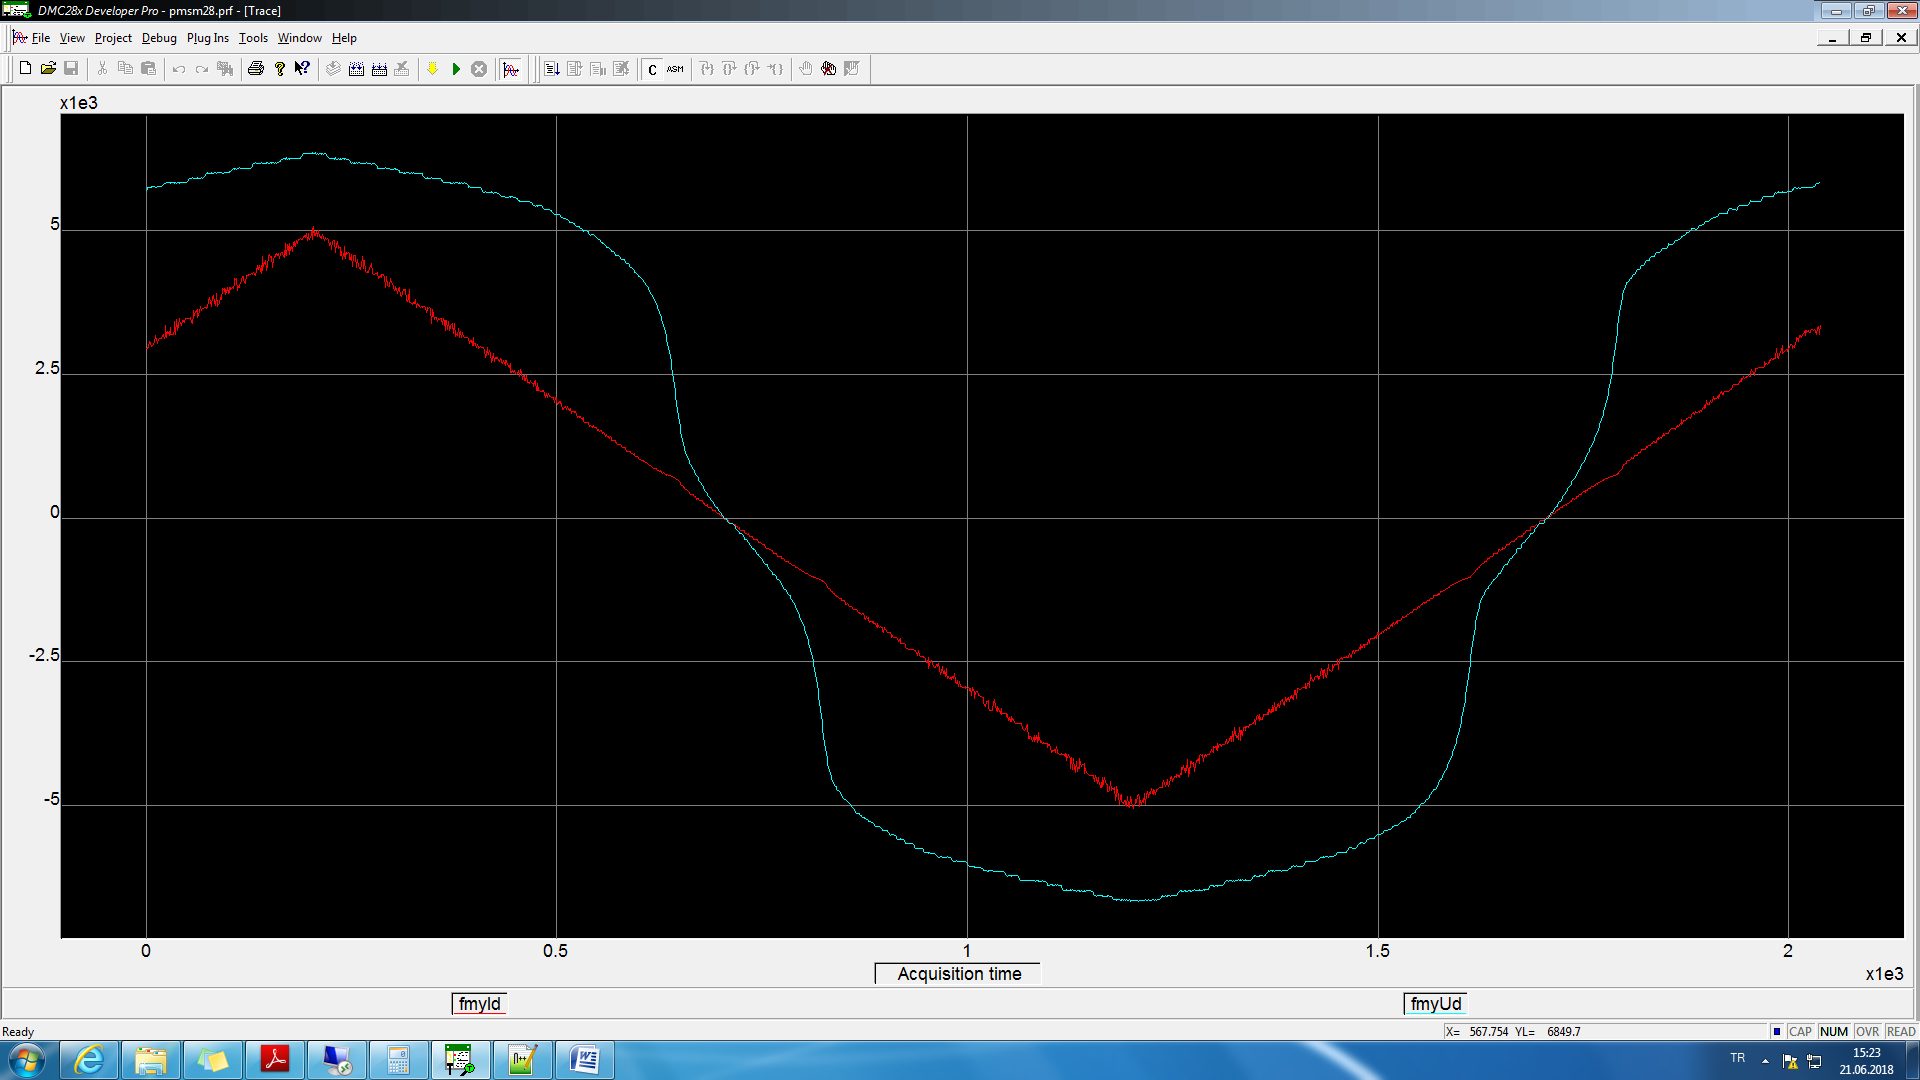 DMC28x Developer Pro - pmsm28.prf - [Trace]
File View Project Debug Plug Ins Tools Window Help
C ASM
x1e3
5
2.5
0
-2.5
-5
0 0.5 1 1.5 2
Acquisition time x1e3
fmyId fmyUd
Ready X= 567.754 YL= 6849.7 CAP NUM OVR READ
TR 15:23
21.06.2018